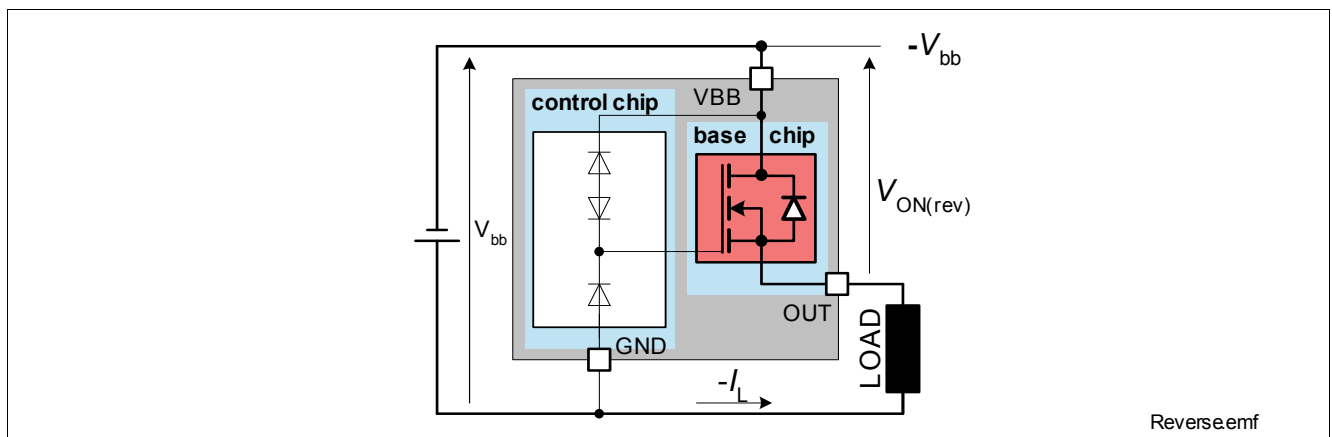 -Vbb
control chip
VBB
base chip
Vbb
VON(rev)
OUT
GND
LOAD
-IL
Reverse.emf